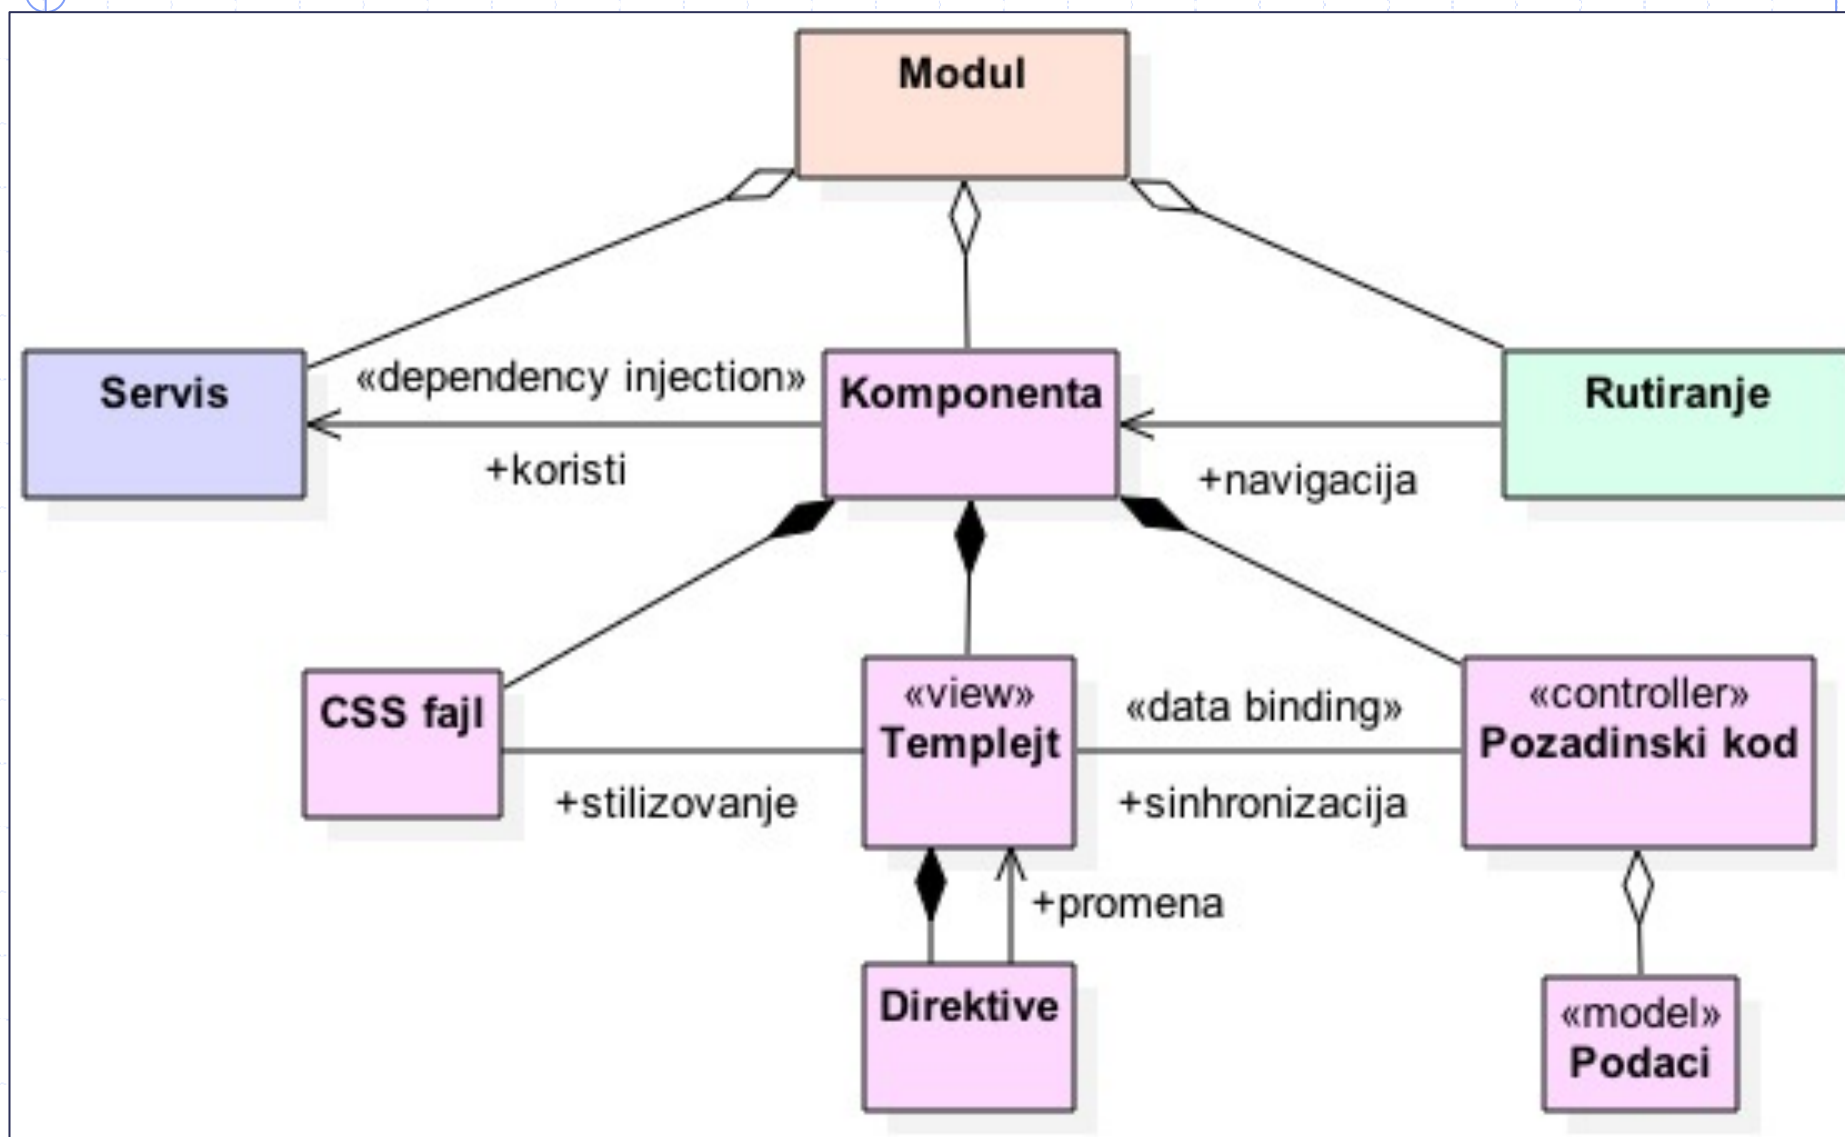 Modul
Servis
«dependency injection»
+koristi
Komponenta
+navigacija
Rutiranje
CSS fajl
+stilizovanje
«view»
Templejt
«data binding»
+sinhronizacija
«controller»
Pozadinski kod
+promena
Direktive
«model»
Podaci